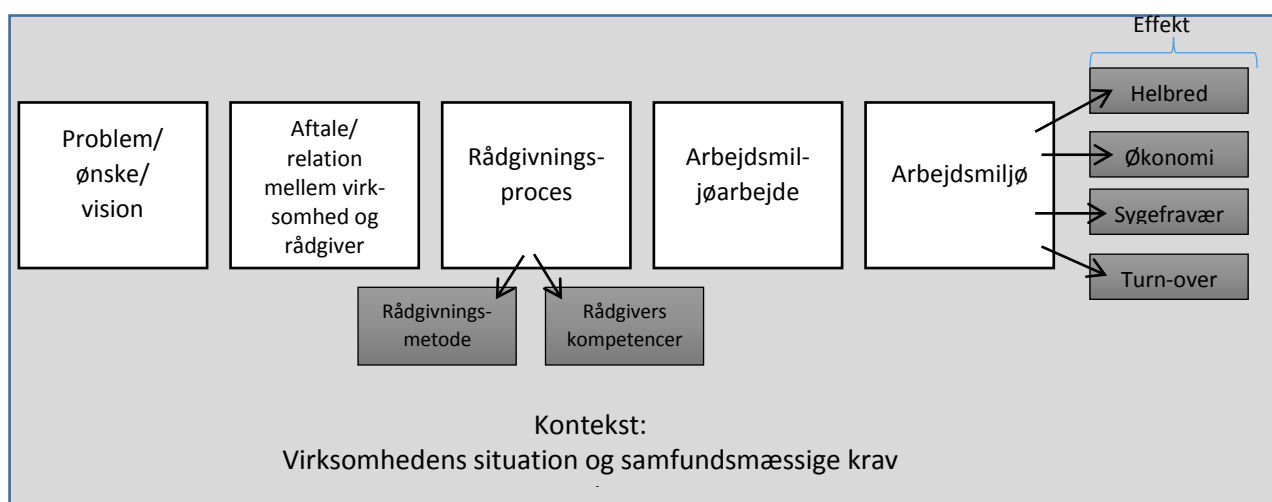 Effekt
Problem/
ønske/
vision
Aftale/
relation
mellem virk-
somhed og
rådgiver
Rådgivnings-
proces
Arbejdsmil-
jøarbejde
Arbejdsmiljø
Helbred
Økonomi
Sygefravær
Turn-over
Rådgivnings-
metode
Rådgivers
kompetencer
Kontekst:
Virksomhedens situation og samfundsmæssige krav